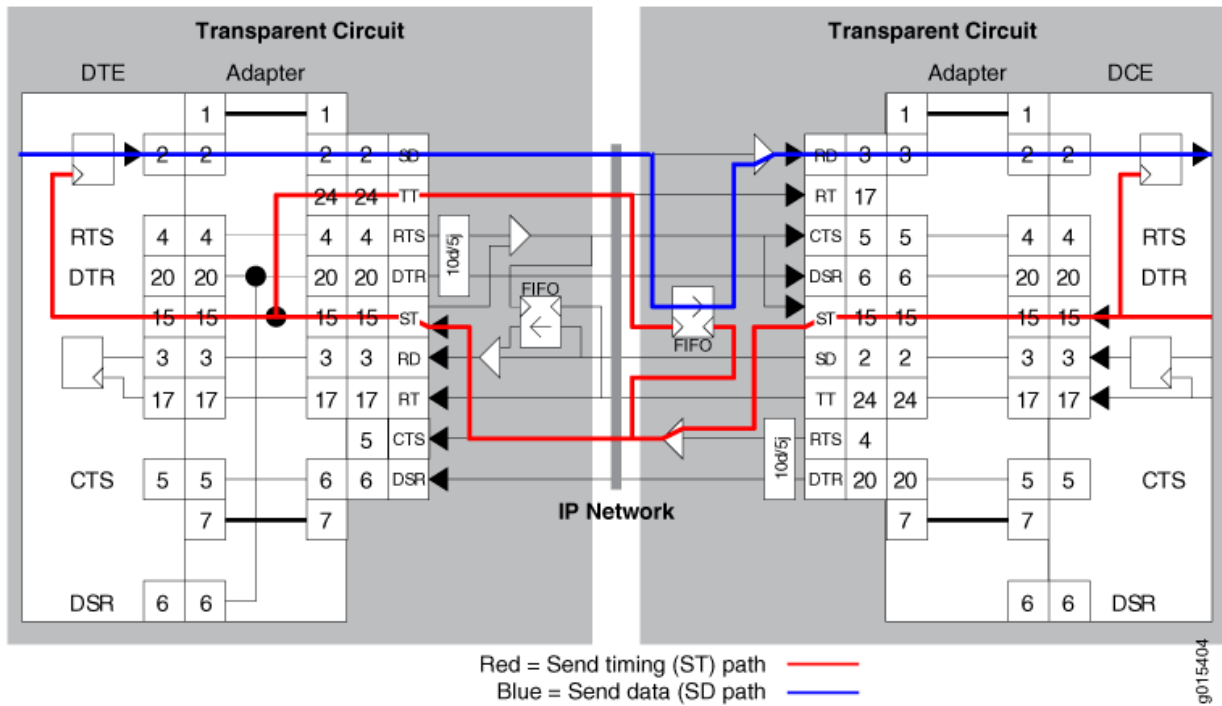 Transparent Circuit Transparent Circuit
DTE Adapter Adapter DCE
1 1 1 1
2 2 2 2 SD RD 3 3 2 2
24 24 TT RT 17
RTS 4 4 4 4 RTS 10d/5j CTS 5 5 4 4 RTS
DTR 20 20 20 20 DTR DSR 6 6 20 20 DTR
FIFO
15 15 15 15 ST ST 15 15 15 15
FIFO
3 3 3 3 RD SD 2 2 3 3
17 17 17 17 RT TT 24 24 17 17
5 CTS 10d/5j RTS 4
CTS 5 5 6 6 DSR DTR 20 20 5 5 CTS
IP Network
7 7 7 7
DSR 6 6 6 6 DSR
Red = Send timing (ST) path
Blue = Send data (SD path
g015404